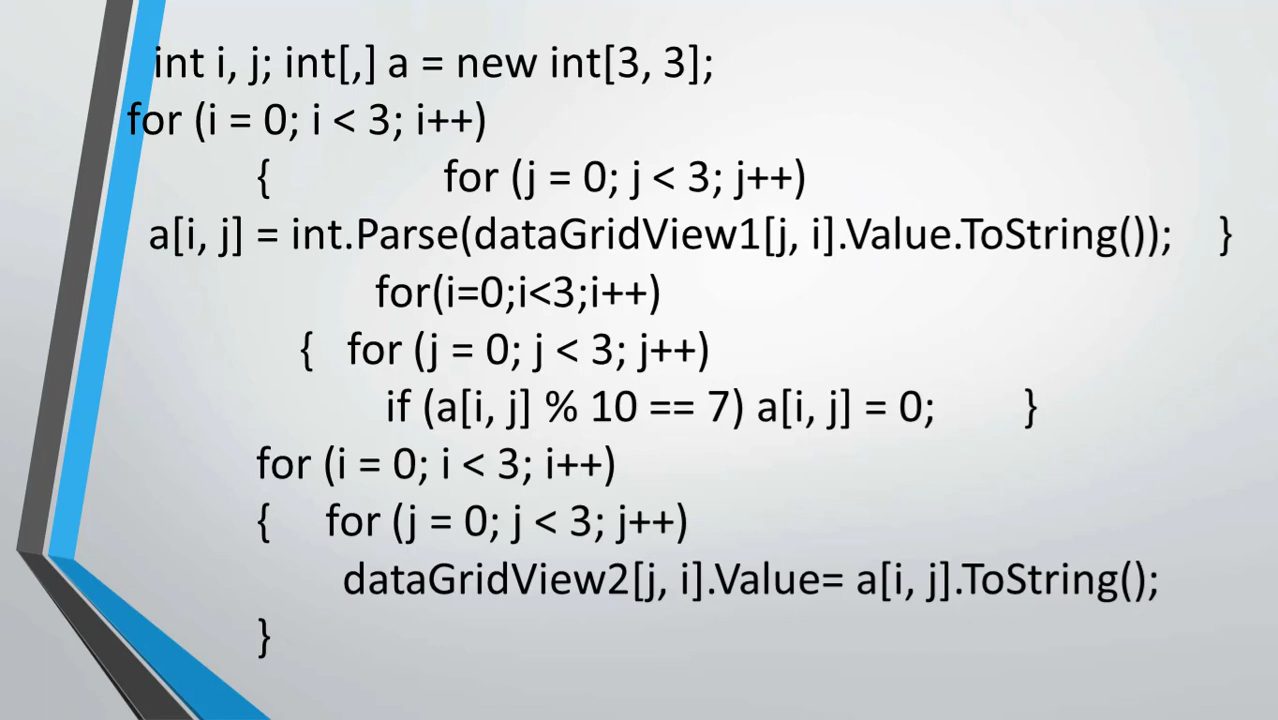 int i, j; int[,] a = new int[3, 3];
for (i = 0; i < 3; i++)
{ for (j = 0; j < 3; j++)
a[i, j] = int.Parse(dataGridView1[j, i].Value.ToString()); }
for(i=0;i<3;i++)
{ for (j = 0; j < 3; j++)
if (a[i, j] % 10 == 7) a[i, j] = 0; }
for (i = 0; i < 3; i++)
{ for (j = 0; j < 3; j++)
dataGridView2[j, i].Value= a[i, j].ToString();
}